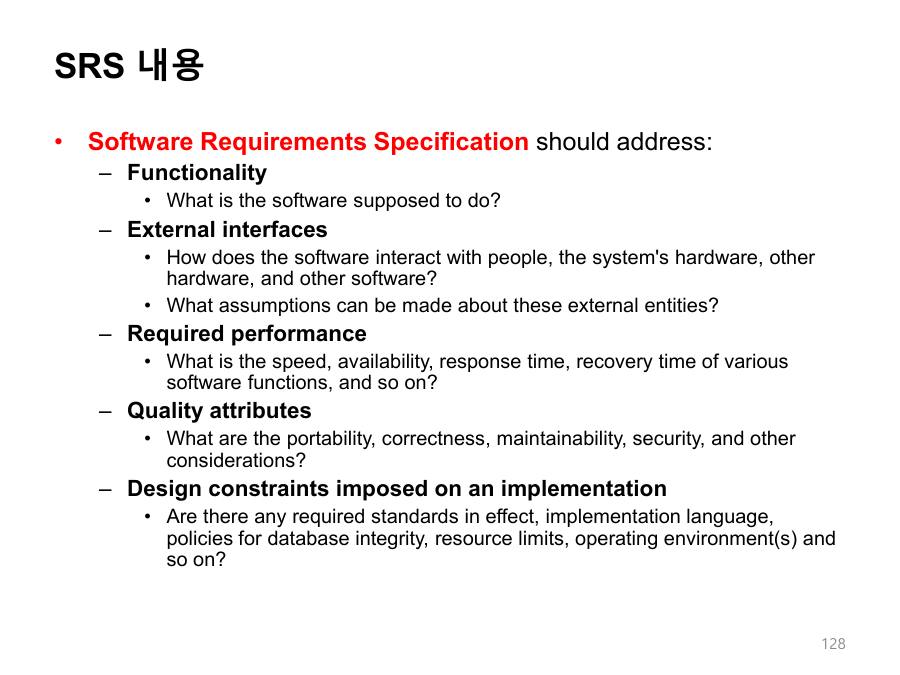 SRS 내용
• Software Requirements Specification should address:
– Functionality
• What is the software supposed to do?
– External interfaces
• How does the software interact with people, the system's hardware, other
hardware, and other software?
• What assumptions can be made about these external entities?
– Required performance
• What is the speed, availability, response time, recovery time of various
software functions, and so on?
– Quality attributes
• What are the portability, correctness, maintainability, security, and other
considerations?
– Design constraints imposed on an implementation
• Are there any required standards in effect, implementation language,
policies for database integrity, resource limits, operating environment(s) and
so on?
128